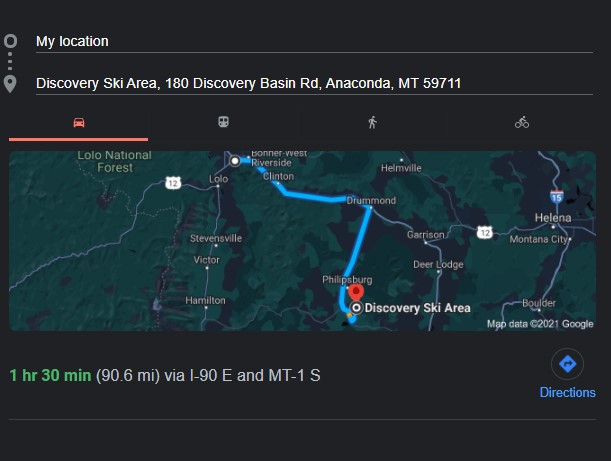 My location
Discovery Ski Area, 180 Discovery Basin Rd, Anaconda, MT 59711
Lolo National
Forest
Bonner-West
Riverside
12
Lolo
Clinton
Helmville
15
Drummond
Helena
Stevensville
Garrison
12
Montana City
Victor
Deer Lodge
Philipsburg
Hamilton
Discovery Ski Area
Boulder
Map data ©2021 Google
1 hr 30 min (90.6 mi) via I-90 E and MT-1 S
Directions